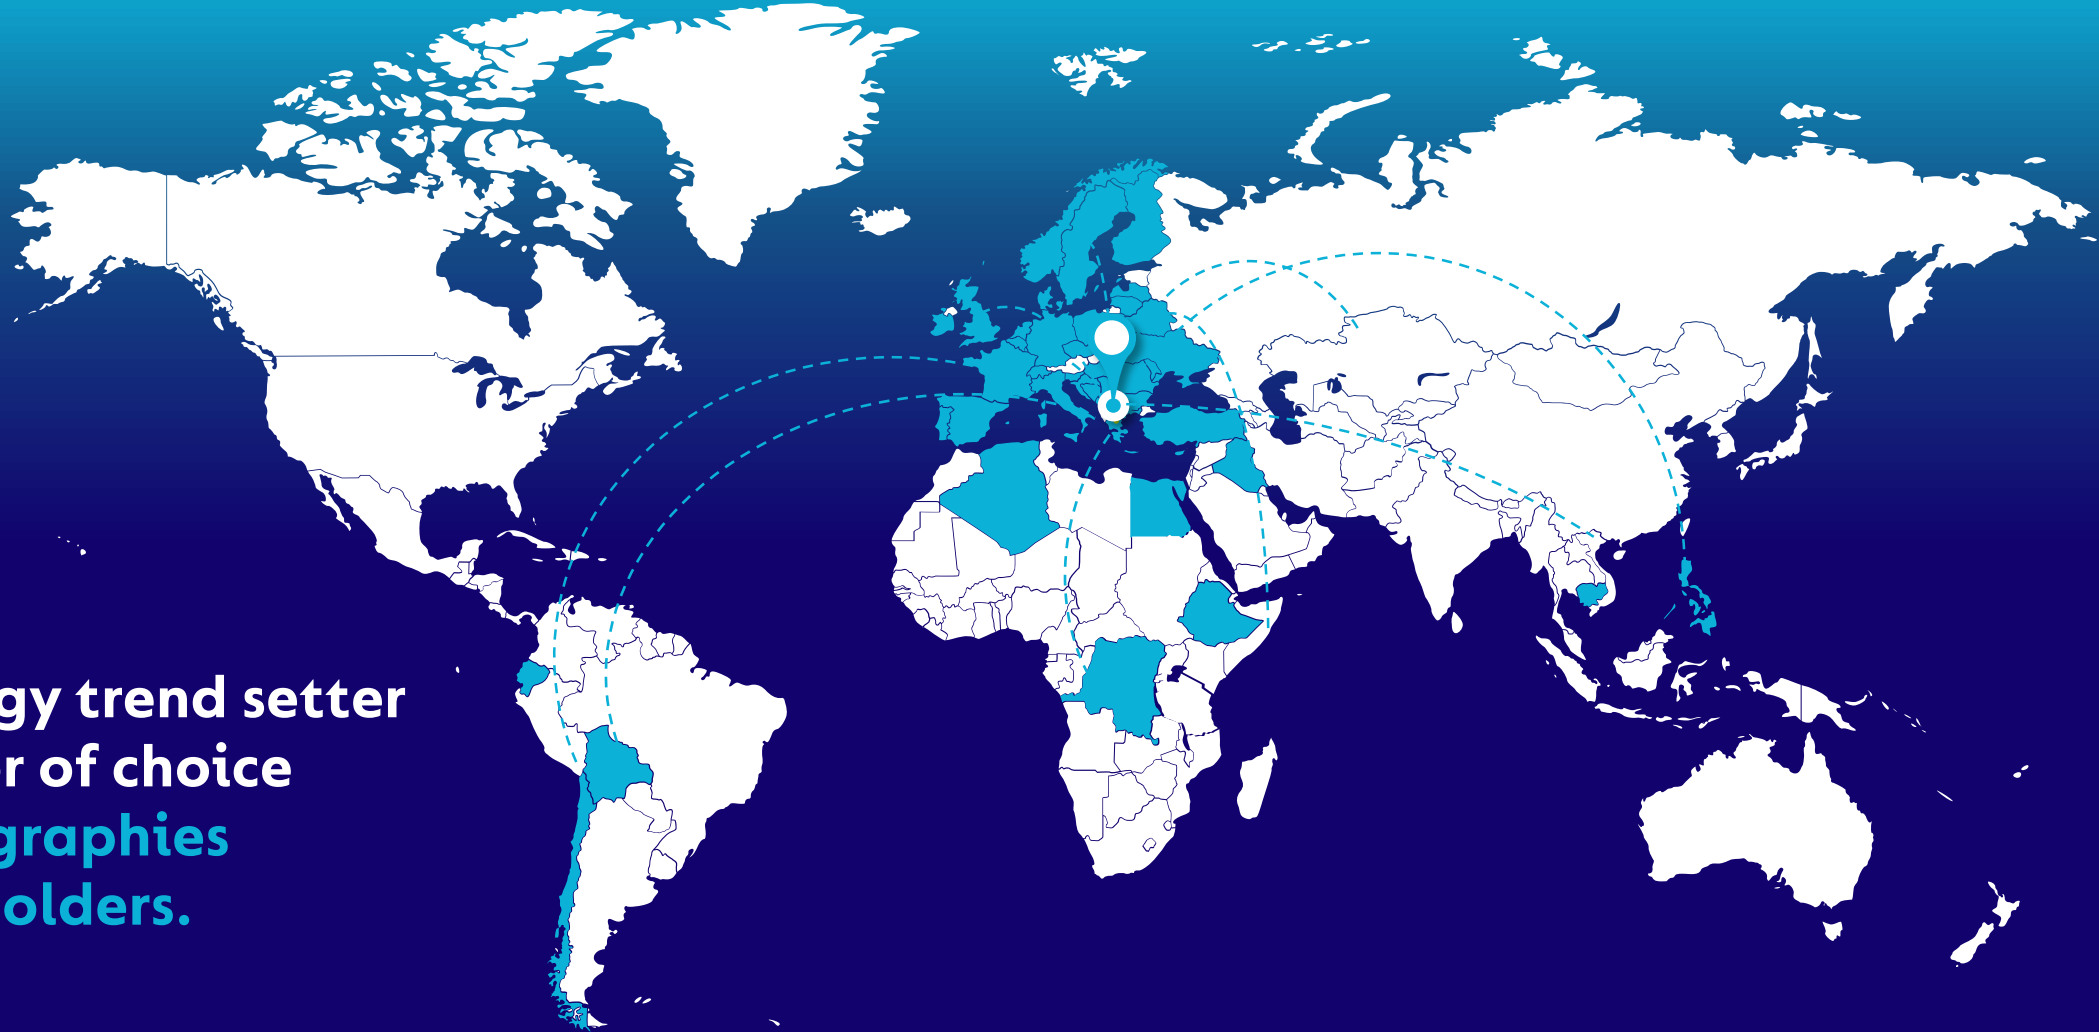 gy trend setter
r of choice
graphies
olders.